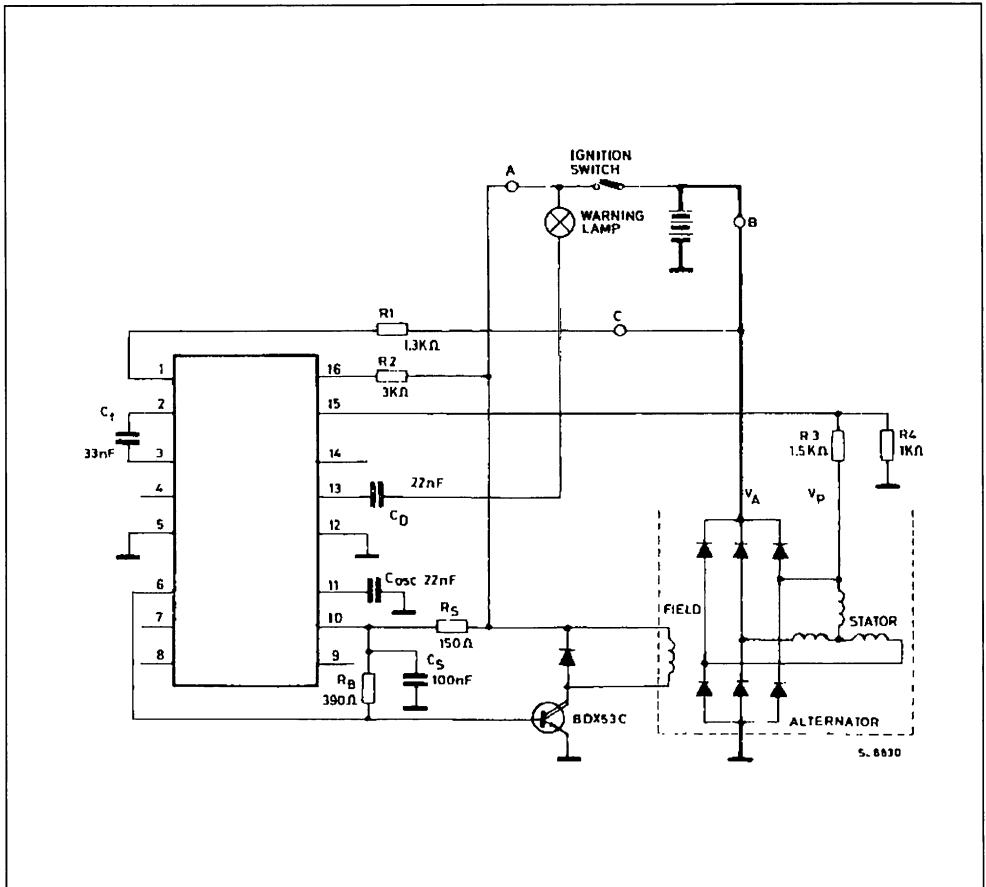 IGNITION
SWITCH
A
WARNING
LAMP
B
R1
1.3KΩ
C
1
16
R2
3KΩ
2
15
Cf
33nF
3
14
R3
1.5KΩ
R4
1KΩ
4
13
22nF
CD
VA
VP
5
12
6
11
Cosc 22nF
FIELD
STATOR
7
10
RS
150Ω
8
9
RB
390Ω
CS
100nF
BDX53C
ALTERNATOR
S-8830